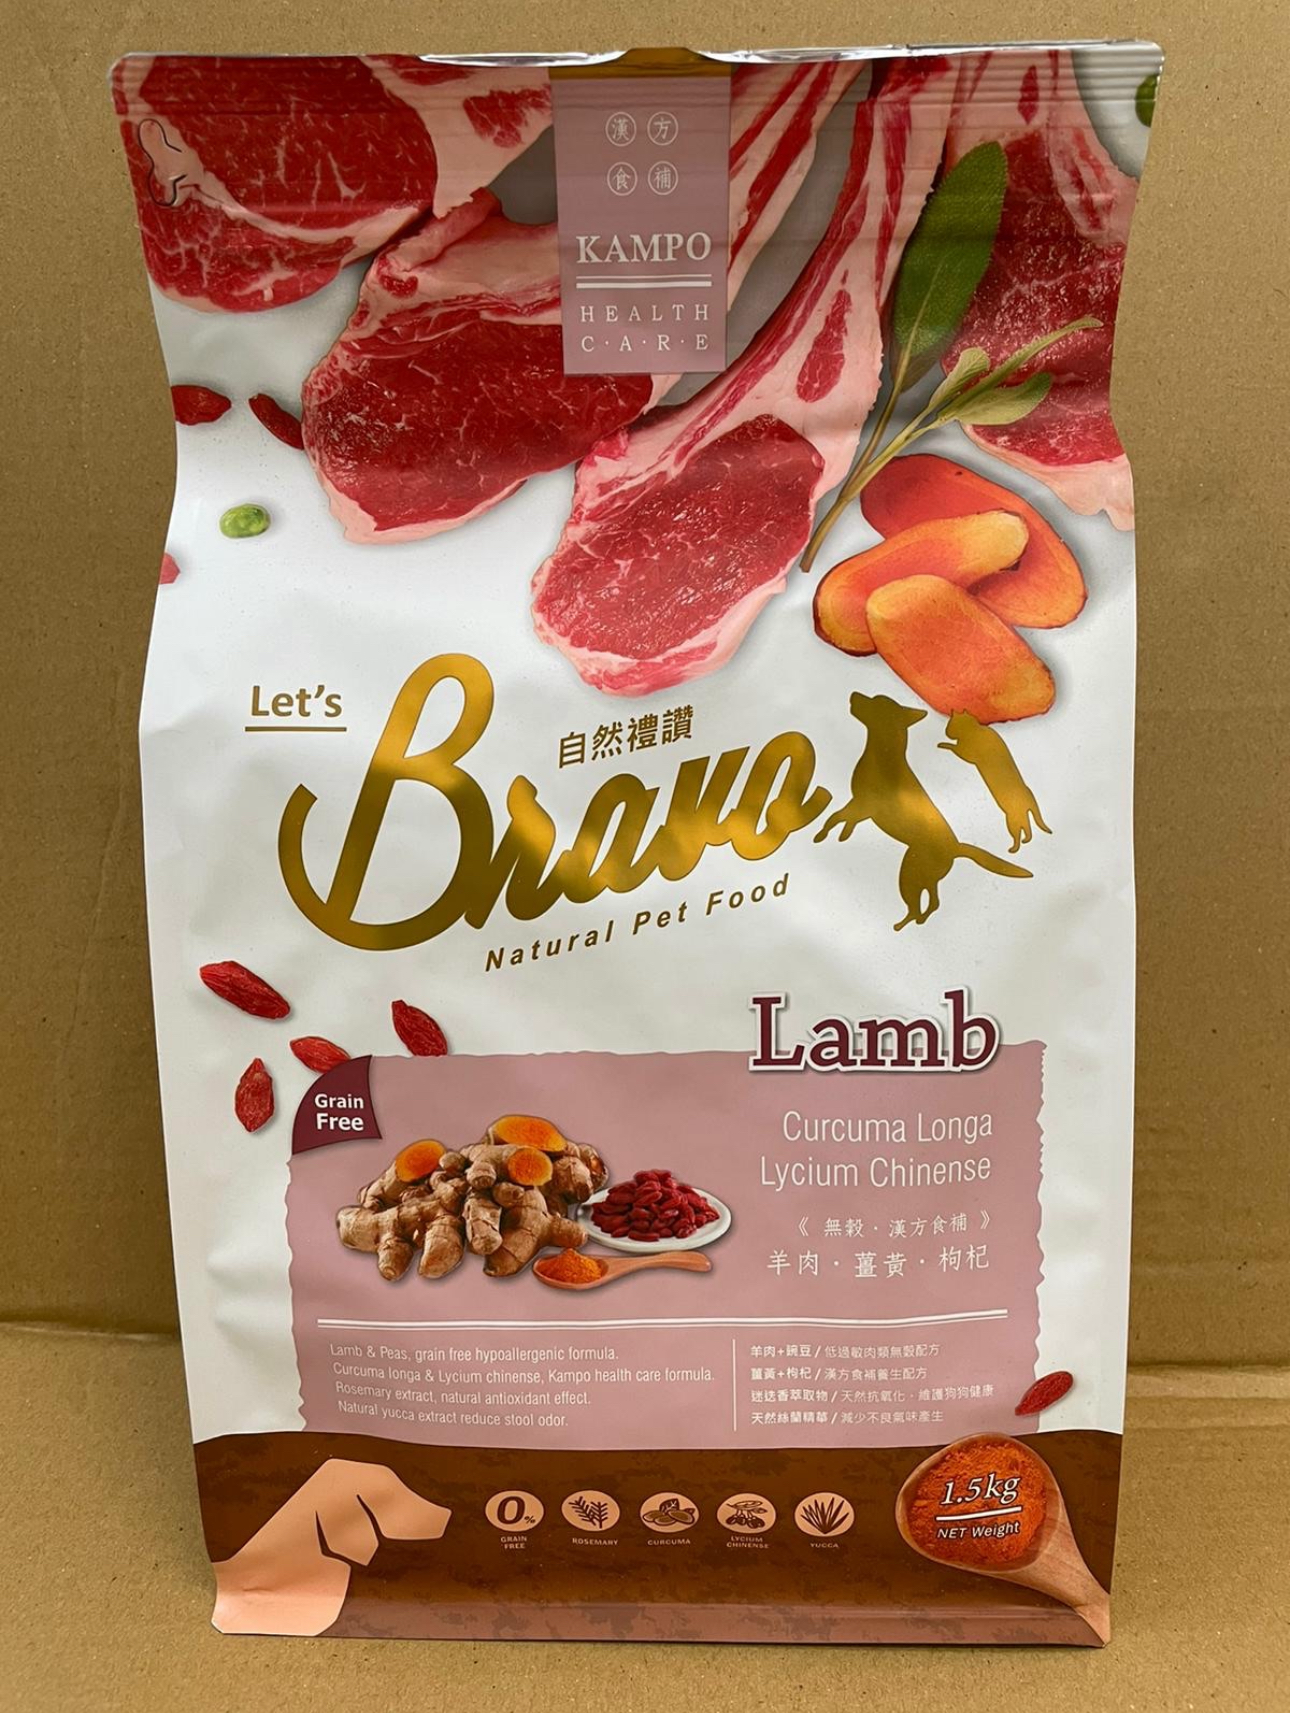 漢方
食補
KAMPO
HEALTH
C·A·R·E
Let's
自然禮讚
Bravo
Natural Pet Food
Lamb
Grain
Free
Curcuma Longa
Lycium Chinense
《 無穀·漢方食補 》
羊肉·薑黃·枸杞
Lamb & Peas, grain free hypoallergenic formula.
Curcuma longa & Lycium chinense, Kampo health care formula.
Rosemary extract, natural antioxidant effect.
Natural yucca extract reduce stool odor.
羊肉+豌豆 / 低過敏肉類無穀配方
薑黃+枸杞 / 漢方食補養生配方
迷迭香萃取物 / 天然抗氧化·維護狗狗健康
天然絲蘭精華 / 減少不良氣味產生
0%
GRAIN
FREE
ROSEMARY
CURCUMA
LYCIUM
CHINENSE
YUCCA
1.5kg
NET Weight